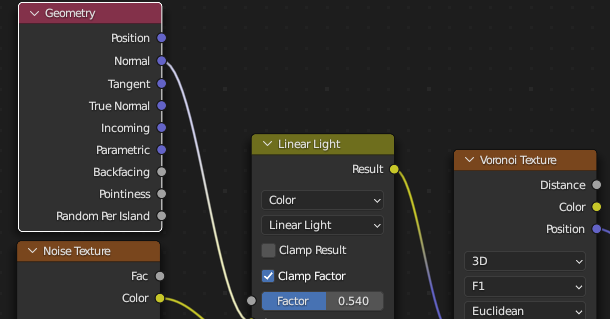 Geometry
Position
Normal
Tangent
True Normal
Incoming
Parametric
Backfacing
Pointiness
Random Per Island
Noise Texture
Fac
Color
Linear Light
Result
Color
Linear Light
Clamp Result
Clamp Factor
Factor 0.540
Voronoi Texture
Distance
Color
Position
3D
F1
Euclidean